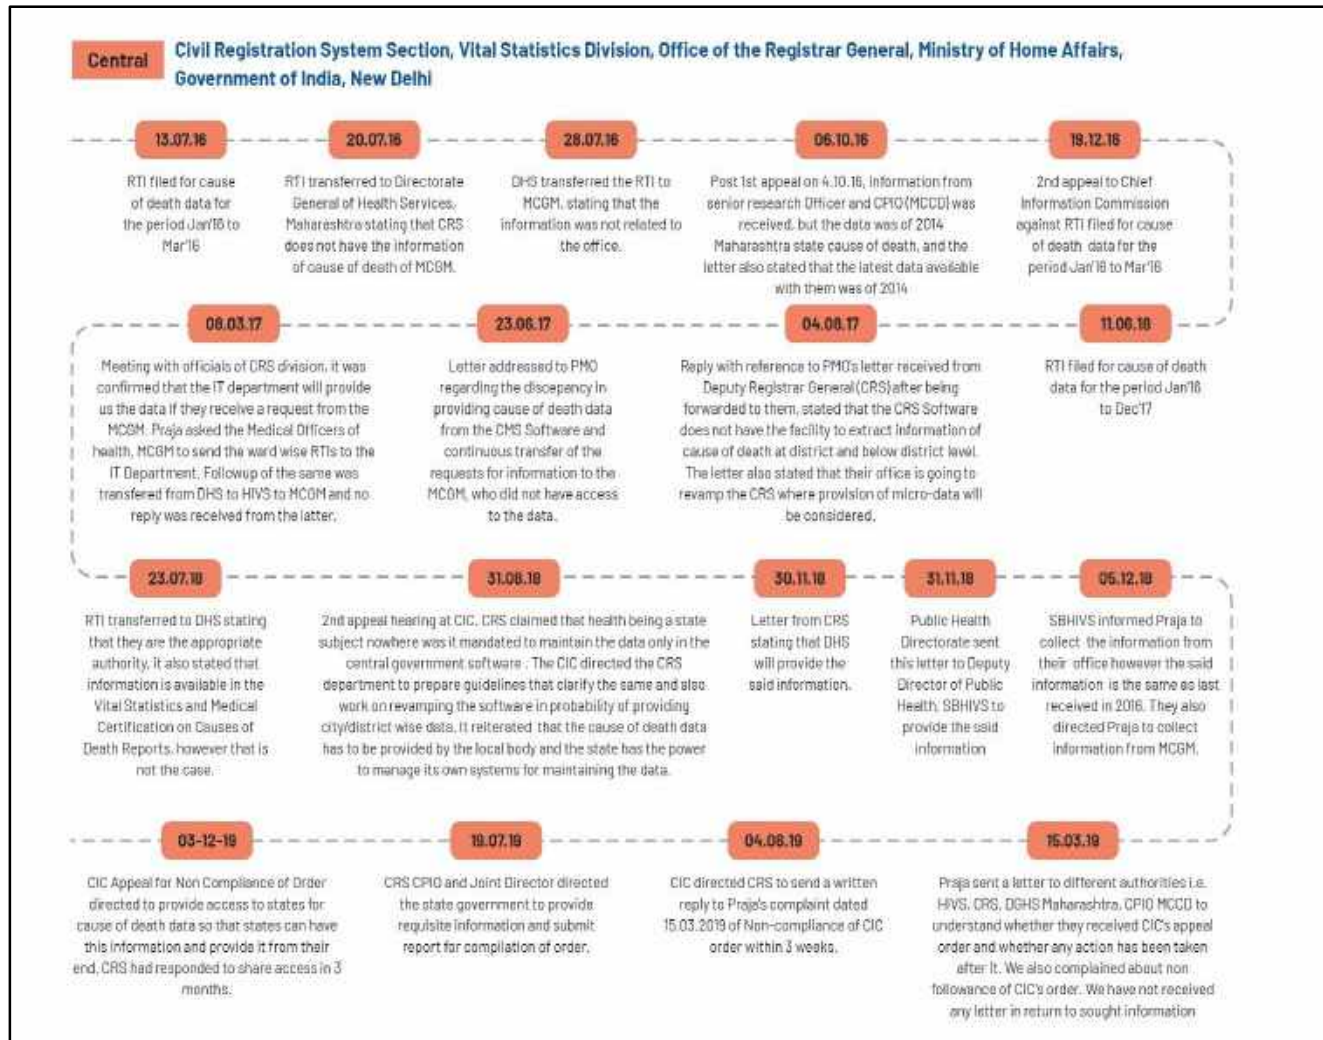 Central
Civil Registration System Section, Vital Statistics Division, Office of the Registrar General, Ministry of Home Affairs,
Government of India, New Delhi
13.07.16
RTI filed for cause
of death data for
the period Jan'16 to
Mar'16
20.07.16
RTI transferred to Directorate
General of Health Services,
Maharashtra stating that CRS
does not have the information
of cause of death of MCGM.
28.07.16
DHS transferred the RTI to
MCGM, stating that the
information was not related to
the office.
06.10.16
Post 1st appeal on 4.10.16, information from
senior research Officer and CPIO (MCCD) was
received, but the data was of 2014
Maharashtra state cause of death, and the
letter also stated that the latest data available
with them was of 2014
19.12.16
2nd appeal to Chief
Information Commission
against RTI filed for cause
of death data for the
period Jan'16 to Mar'16
08.03.17
Meeting with officials of CRS division, it was
confirmed that the IT department will provide
us the data if they receive a request from the
MCGM. Praja asked the Medical Officers of
health, MCGM to send the ward wise RTIs to the
IT Department. Followup of the same was
transfered from DHS to HIVS to MCGM and no
reply was received from the latter.
23.06.17
Letter addressed to PMO
regarding the discepency in
providing cause of death data
from the CMS Software and
continuous transfer of the
requests for information to the
MCGM, who did not have access
to the data.
04.08.17
Reply with reference to PMO's letter received from
Deputy Registrar General (CRS) after being
forwarded to them, stated that the CRS Software
does not have the facility to extract information of
cause of death at district and below district level.
The letter also stated that their office is going to
revamp the CRS where provision of micro-data will
be considered.
11.06.18
RTI filed for cause of death
data for the period Jan'16
to Dec'17
23.07.18
RTI transferred to DHS stating
that they are the appropriate
authority, it also stated that
information is available in the
Vital Statistics and Medical
Certification on Causes of
Death Reports, however that is
not the case.
31.08.18
2nd appeal hearing at CIC, CRS claimed that health being a state
subject nowhere was it mandated to maintain the data only in the
central government software . The CIC directed the CRS
department to prepare guidelines that clarify the same and also
work on revamping the software in probability of providing
city/district wise data. It reiterated that the cause of death data
has to be provided by the local body and the state has the power
to manage its own systems for maintaining the data.
30.11.18
Letter from CRS
stating that DHS
will provide the
said information.
31.11.18
Public Health
Directorate sent
this letter to Deputy
Director of Public
Health, SBHIVS to
provide the said
information
05.12.18
SBHIVS informed Praja to
collect the information from
their office however the said
information is the same as last
received in 2016. They also
directed Praja to collect
information from MCGM.
03-12-19
CIC Appeal for Non Compliance of Order
directed to provide access to states for
cause of death data so that states can have
this information and provide it from their
end, CRS had responded to share access in 3
months.
19.07.19
CRS CPIO and Joint Director directed
the state government to provide
requisite information and submit
report for compilation of order.
04.06.19
CIC directed CRS to send a written
reply to Praja's complaint dated
15.03.2019 of Non-compliance of CIC
order within 3 weeks.
15.03.19
Praja sent a letter to different authorities i.e.
HIVS, CRS, DGHS Maharashtra, CPIO MCCD to
understand whether they received CIC's appeal
order and whether any action has been taken
after it. We also complained about non
followance of CIC's order. We have not received
any letter in return to sought information